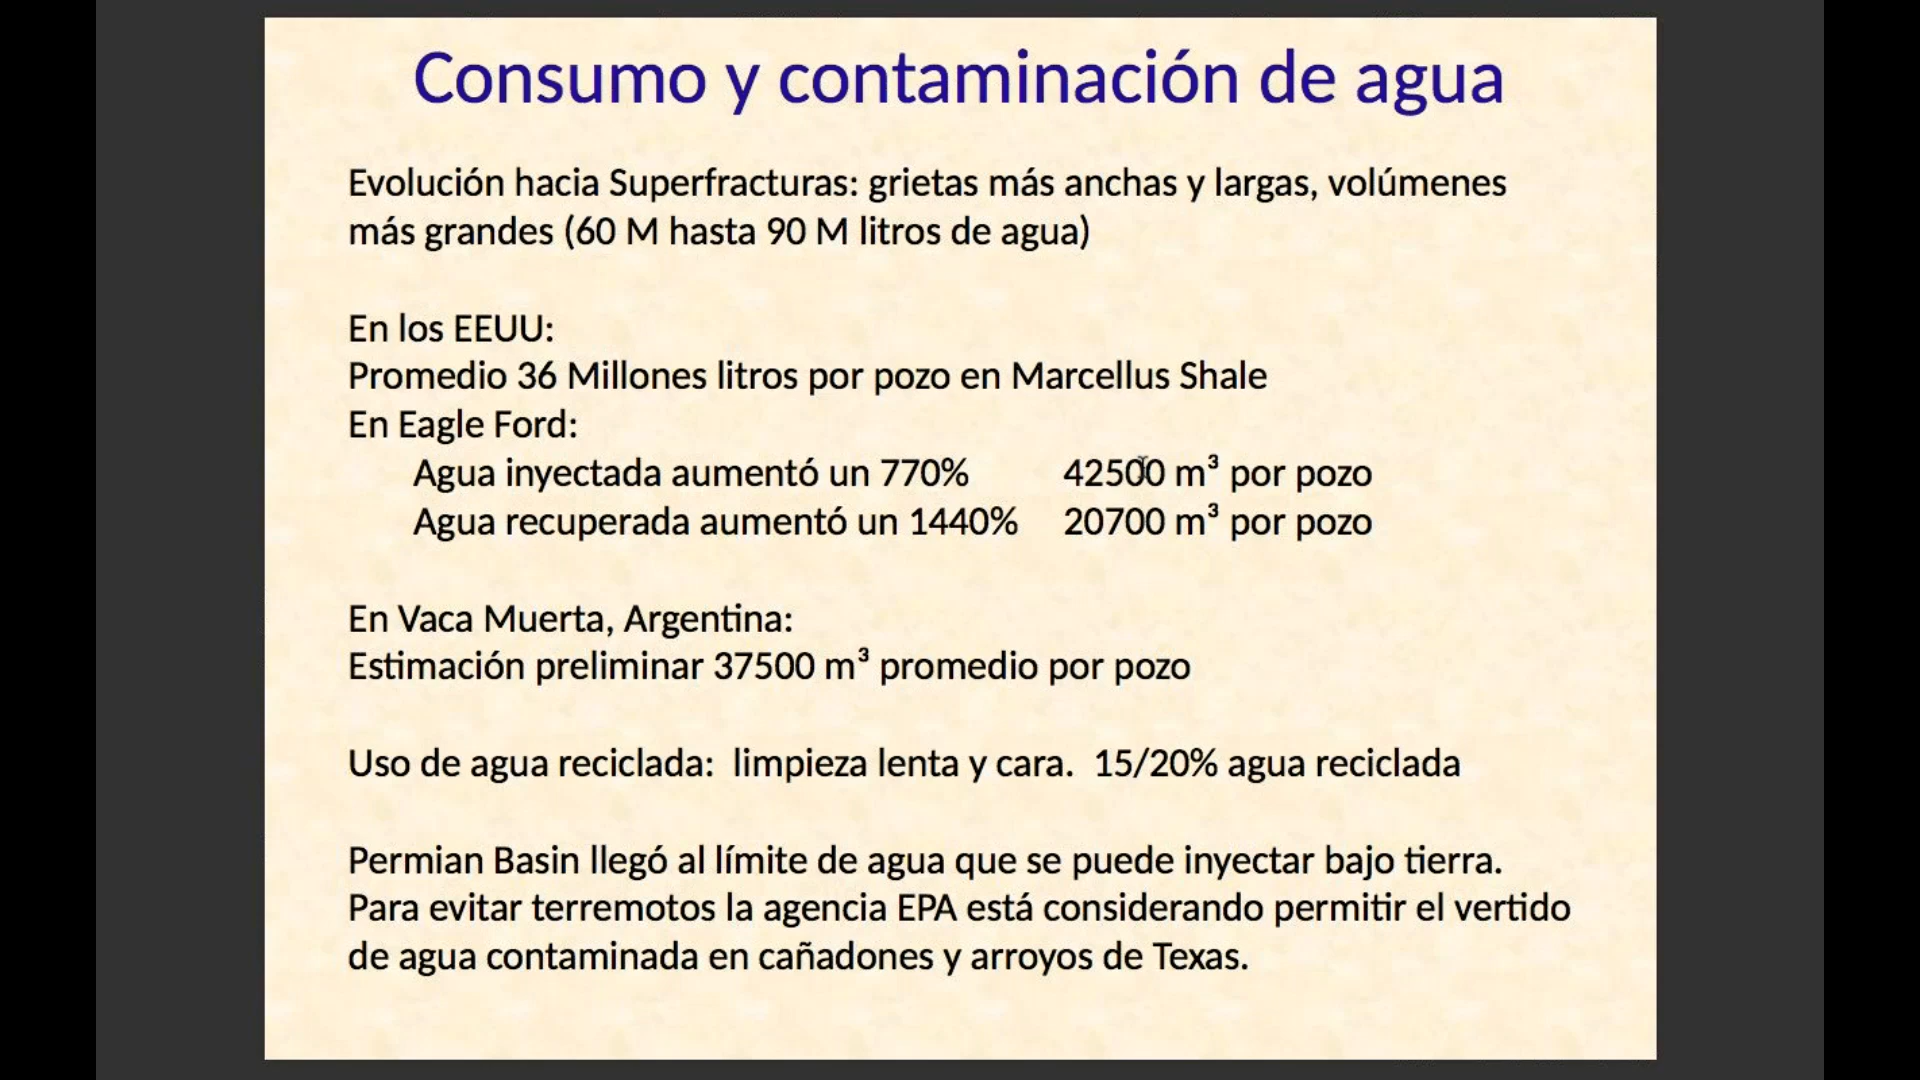 Consumo y contaminación de agua
Evolución hacia Superfracturas: grietas más anchas y largas, volúmenes
más grandes (60 M hasta 90 M litros de agua)
En los EEUU:
Promedio 36 Millones litros por pozo en Marcellus Shale
En Eagle Ford:
Agua inyectada aumentó un 770% 42500 m³ por pozo
Agua recuperada aumentó un 1440% 20700 m³ por pozo
En Vaca Muerta, Argentina:
Estimación preliminar 37500 m³ promedio por pozo
Uso de agua reciclada: limpieza lenta y cara. 15/20% agua reciclada
Permian Basin llegó al límite de agua que se puede inyectar bajo tierra.
Para evitar terremotos la agencia EPA está considerando permitir el vertido
de agua contaminada en cañadones y arroyos de Texas.